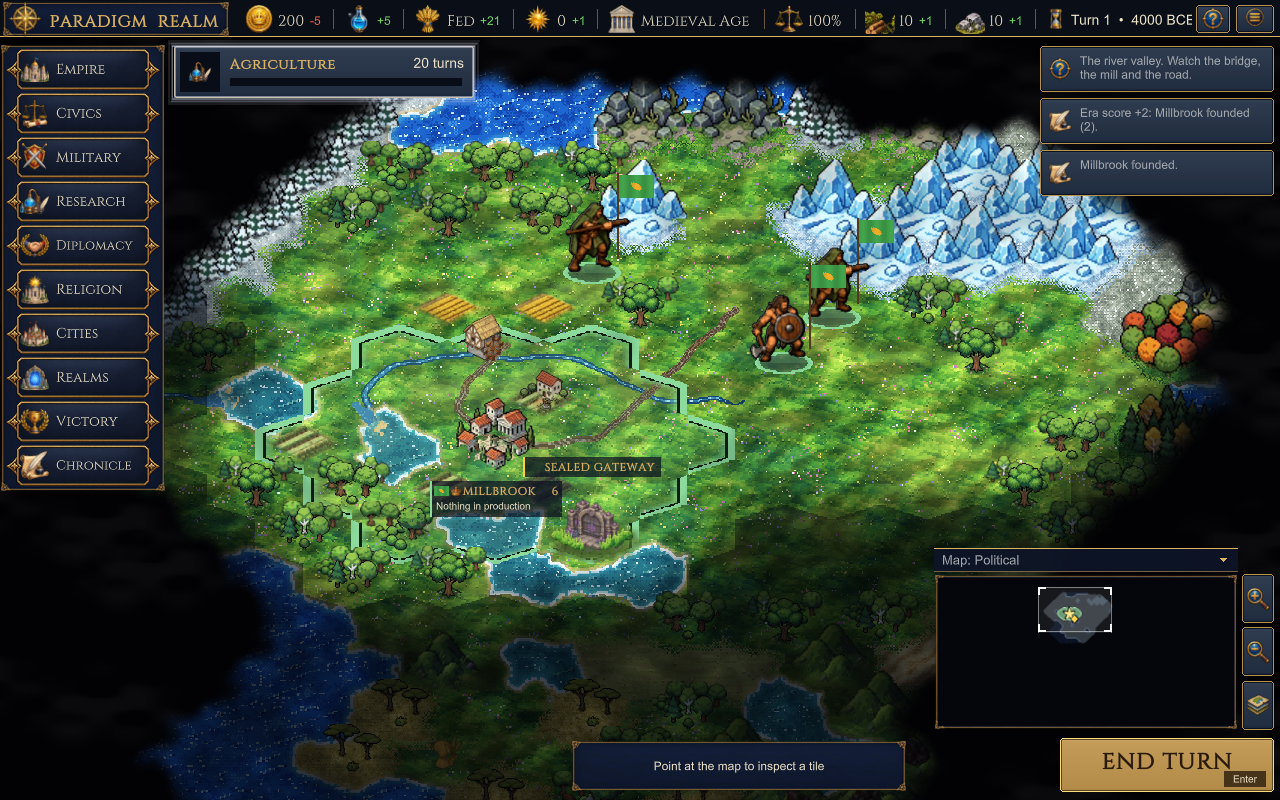 PARADIGM REALM
200 -5
+5
FED +21
0 +1
MEDIEVAL AGE
100%
10 +1
10 +1
Turn 1 • 4000 BCE
EMPIRE
CIVICS
MILITARY
RESEARCH
DIPLOMACY
RELIGION
CITIES
REALMS
VICTORY
CHRONICLE
AGRICULTURE
20 turns
The river valley. Watch the bridge,
the mill and the road.
Era score +2: Millbrook founded
(2).
Millbrook founded.
SEALED GATEWAY
MILLBROOK 6
Nothing in production
Map: Political
Point at the map to inspect a tile
END TURN
Enter